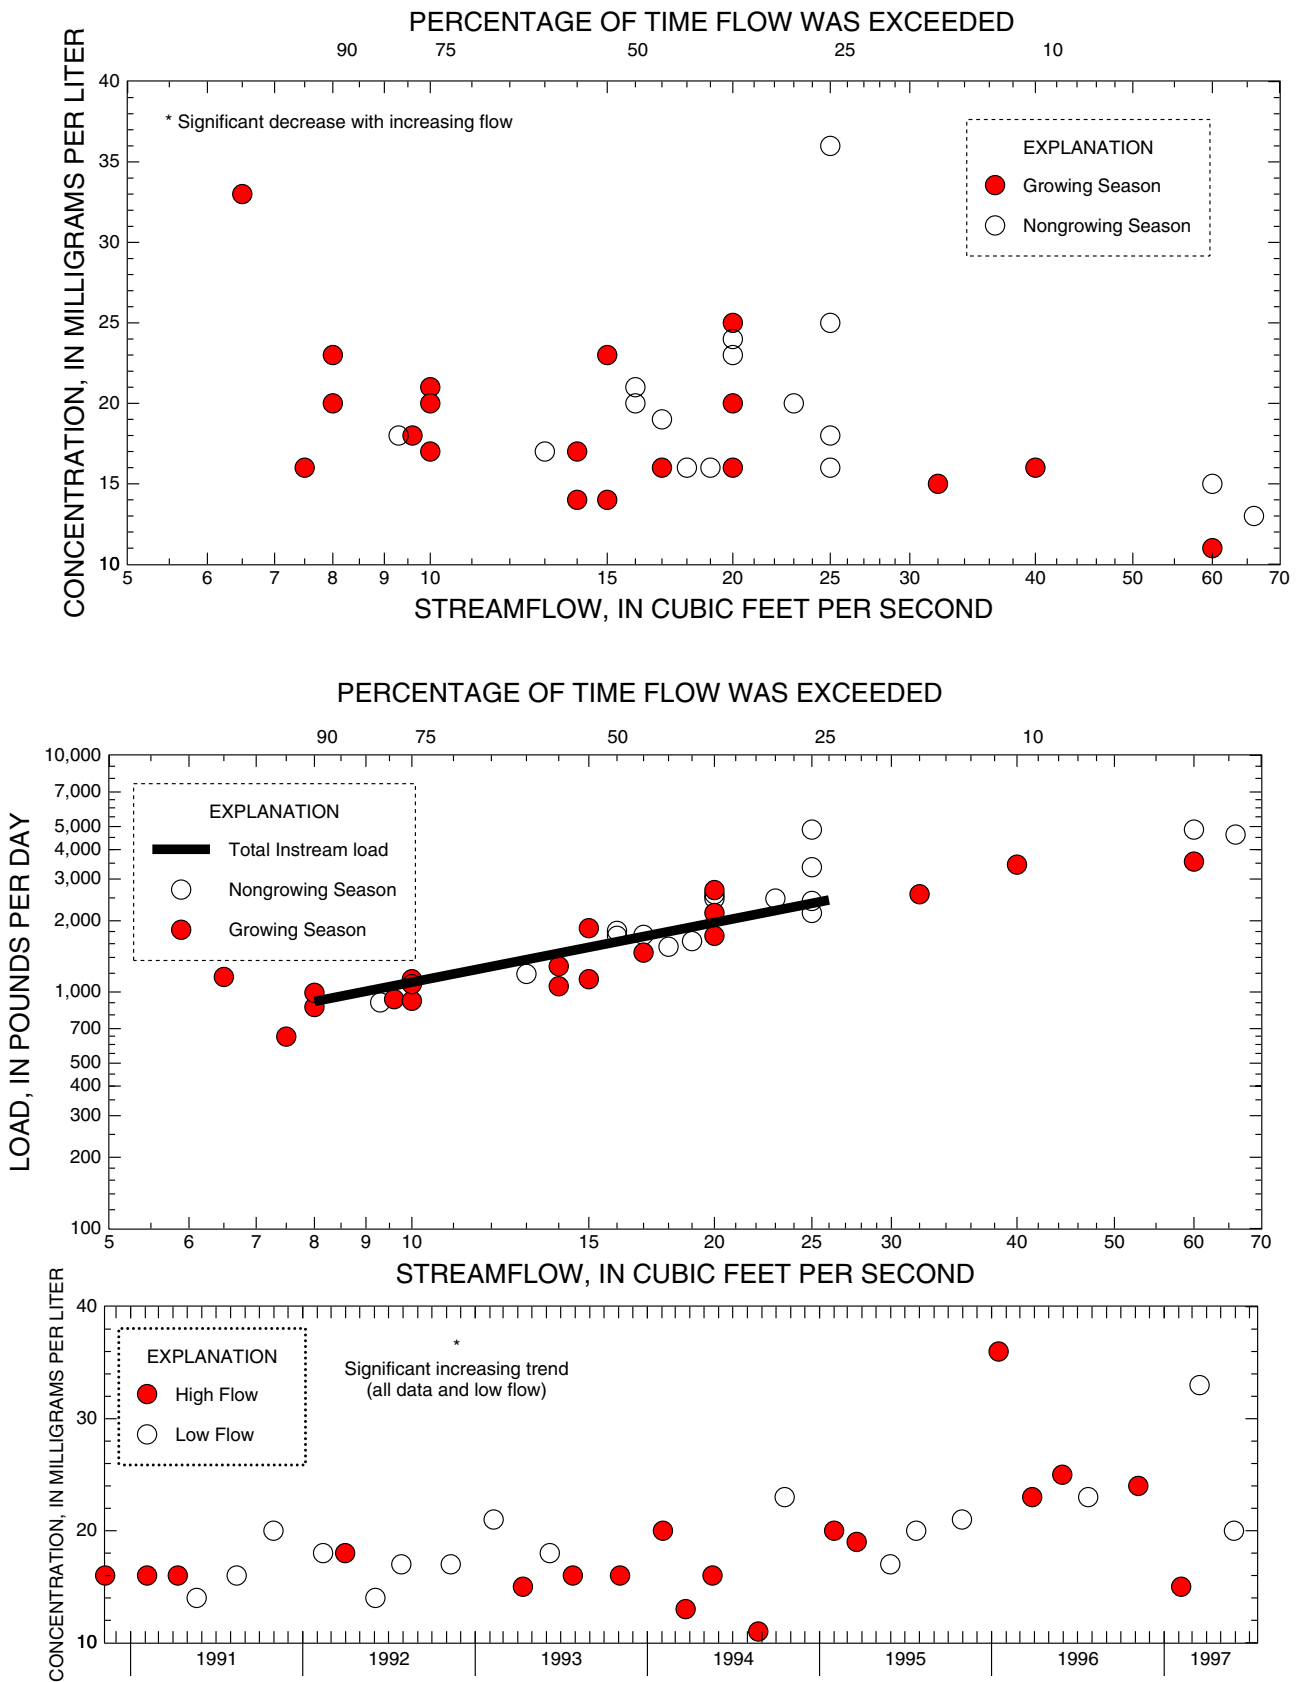 PERCENTAGE OF TIME FLOW WAS EXCEEDED
90 75 50 25 10
CONCENTRATION, IN MILLIGRAMS PER LITER
40
35
30
25
20
15
10
* Significant decrease with increasing flow
EXPLANATION
Growing Season
Nongrowing Season
5 6 7 8 9 10 15 20 25 30 40 50 60 70
STREAMFLOW, IN CUBIC FEET PER SECOND
PERCENTAGE OF TIME FLOW WAS EXCEEDED
90 75 50 25 10
LOAD, IN POUNDS PER DAY
10,000
7,000
5,000
4,000
3,000
2,000
1,000
700
500
400
300
200
100
EXPLANATION
Total Instream load
Nongrowing Season
Growing Season
5 6 7 8 9 10 15 20 25 30 40 50 60 70
STREAMFLOW, IN CUBIC FEET PER SECOND
CONCENTRATION, IN MILLIGRAMS PER LITER
40
30
20
10
EXPLANATION
High Flow
Low Flow
*
Significant increasing trend
(all data and low flow)
1991 1992 1993 1994 1995 1996 1997